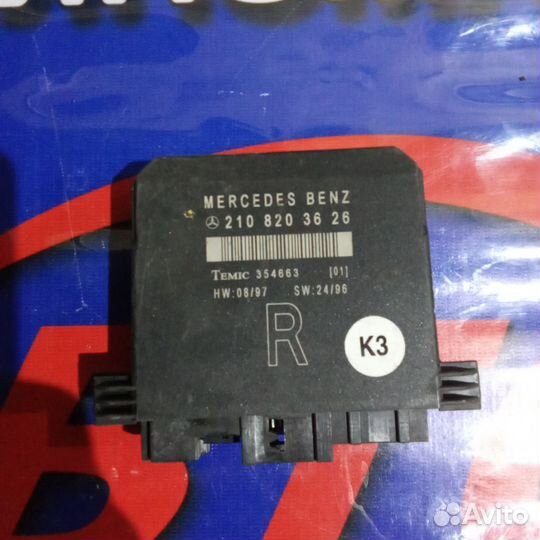 MERCEDES BENZ
210 820 36 26
TEMIC 354663 [01]
HW:08/97 SW:24/96
R
K3
Avito